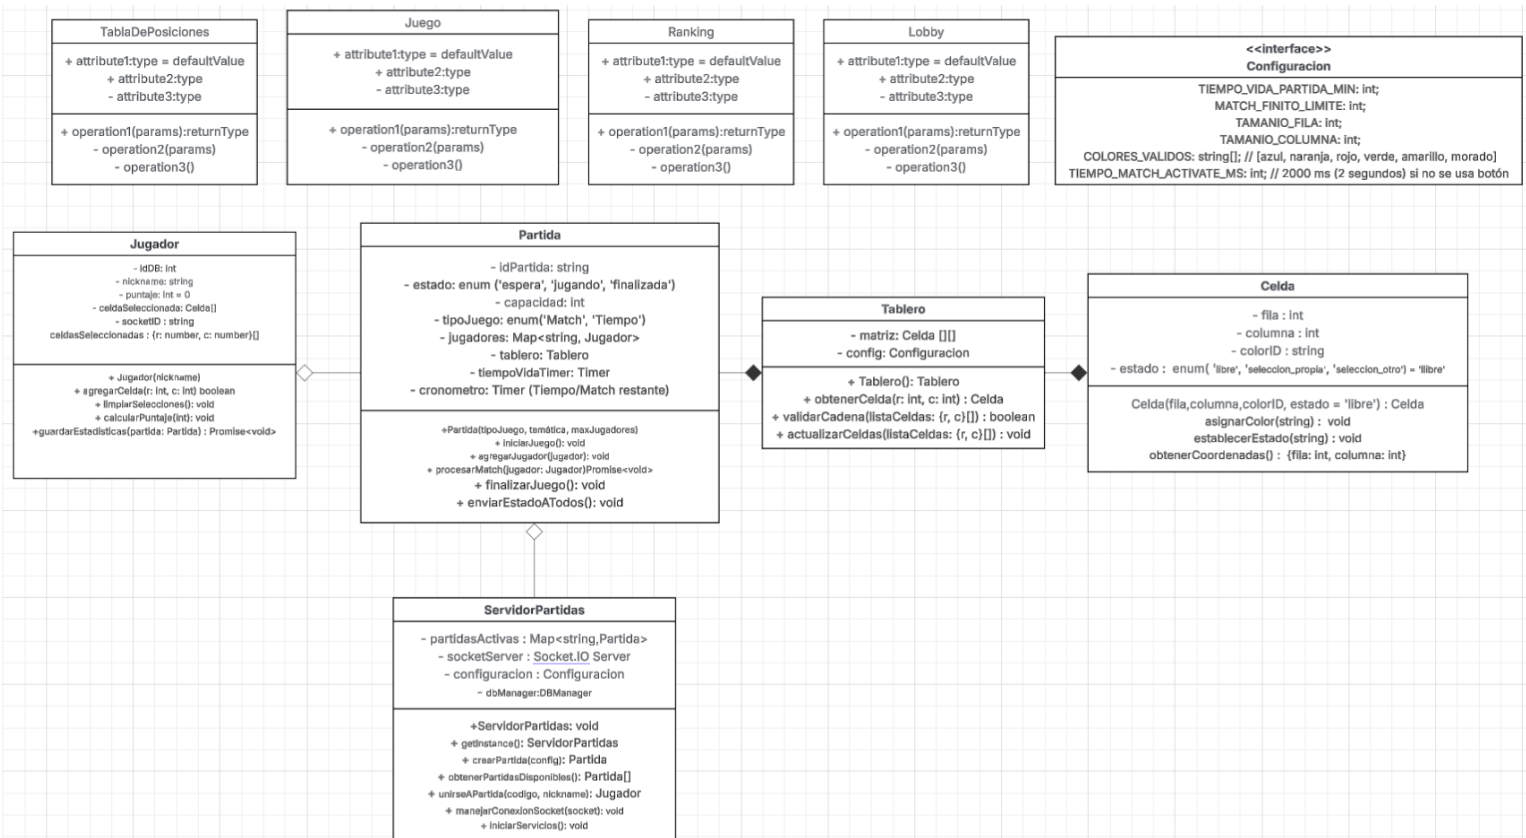 TablaDePosiciones
+ attribute1:type = defaultValue
+ attribute2:type
- attribute3:type
+ operation1(params):returnType
- operation2(params)
- operation3()
Juego
+ attribute1:type = defaultValue
+ attribute2:type
- attribute3:type
+ operation1(params):returnType
- operation2(params)
- operation3()
Ranking
+ attribute1:type = defaultValue
+ attribute2:type
- attribute3:type
+ operation1(params):returnType
- operation2(params)
- operation3()
Lobby
+ attribute1:type = defaultValue
+ attribute2:type
- attribute3:type
+ operation1(params):returnType
- operation2(params)
- operation3()
<<interface>>
Configuracion
TIEMPO_VIDA_PARTIDA_MIN: int;
MATCH_FINITO_LIMITE: int;
TAMANIO_FILA: int;
TAMANIO_COLUMNA: int;
COLORES_VALIDOS: string[]; // [azul, naranja, rojo, verde, amarillo, morado]
TIEMPO_MATCH_ACTIVATE_MS: int; // 2000 ms (2 segundos) si no se usa botón
Jugador
- idDB: int
- nickname: string
- puntaje: int = 0
- celdaSeleccionada: Celda[]
- socketID : string
celdasSeleccionadas : {r: number, c: number}[]
+ Jugador(nickname)
+ agregarCelda(r: int, c: int) boolean
+ limpiarSelecciones(): void
+ calcularPuntaje(int): void
+guardarEstadisticas(partida: Partida) : Promise<void>
Partida
- idPartida: string
- estado: enum ('espera', 'jugando', 'finalizada')
- capacidad: int
- tipoJuego: enum('Match', 'Tiempo')
- jugadores: Map<string, Jugador>
- tablero: Tablero
- tiempoVidaTimer: Timer
- cronometro: Timer (Tiempo/Match restante)
+Partida(tipoJuego, temática, maxJugadores)
+ iniciarJuego(): void
+ agregarJugador(jugador): void
+ procesarMatch(jugador: Jugador)Promise<void>
+ finalizarJuego(): void
+ enviarEstadoATodos(): void
Tablero
- matriz: Celda [][]
- config: Configuracion
+ Tablero(): Tablero
+ obtenerCelda(r: int, c: int) : Celda
+ validarCadena(listaCeldas: {r, c}[]) : boolean
+ actualizarCeldas(listaCeldas: {r, c}[]) : void
Celda
- fila : int
- columna : int
- colorID : string
- estado : enum( 'libre', 'seleccion_propia', 'seleccion_otro') = 'libre'
Celda(fila,columna,colorID, estado = 'libre') : Celda
asignarColor(string) : void
establecerEstado(string) : void
obtenerCoordenadas() : {fila: int, columna: int}
ServidorPartidas
- partidasActivas : Map<string,Partida>
- socketServer : Socket.IO Server
- configuracion : Configuracion
- dbManager:DBManager
+ServidorPartidas: void
+ getInstance(): ServidorPartidas
+ crearPartida(config): Partida
+ obtenerPartidasDisponibles(): Partida[]
+ unirseAPartida(codigo, nickname): Jugador
+ manejarConexionSocket(socket): void
+ iniciarServicios(): void